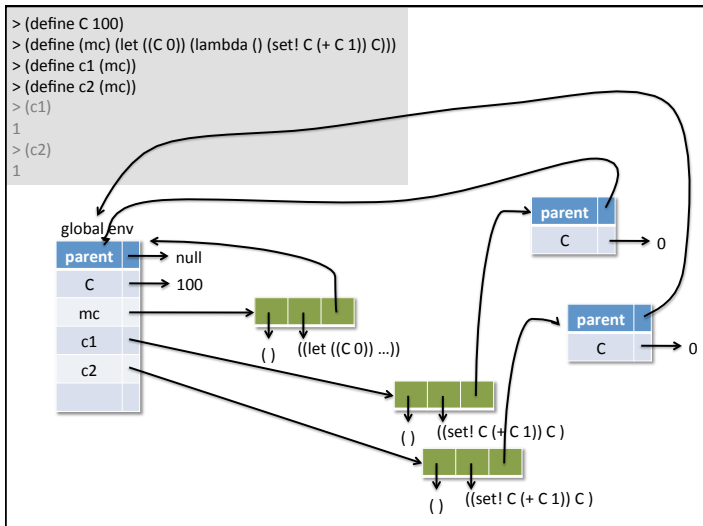 > (define C 100)
> (define (mc) (let ((C 0)) (lambda () (set! C (+ C 1)) C)))
> (define c1 (mc))
> (define c2 (mc))
> (c1)
1
> (c2)
1
global env
parent
null
C
100
mc
c1
c2
( )
((let ((C 0)) ...))
parent
C
0
parent
C
0
( )
((set! C (+ C 1)) C )
( )
((set! C (+ C 1)) C )